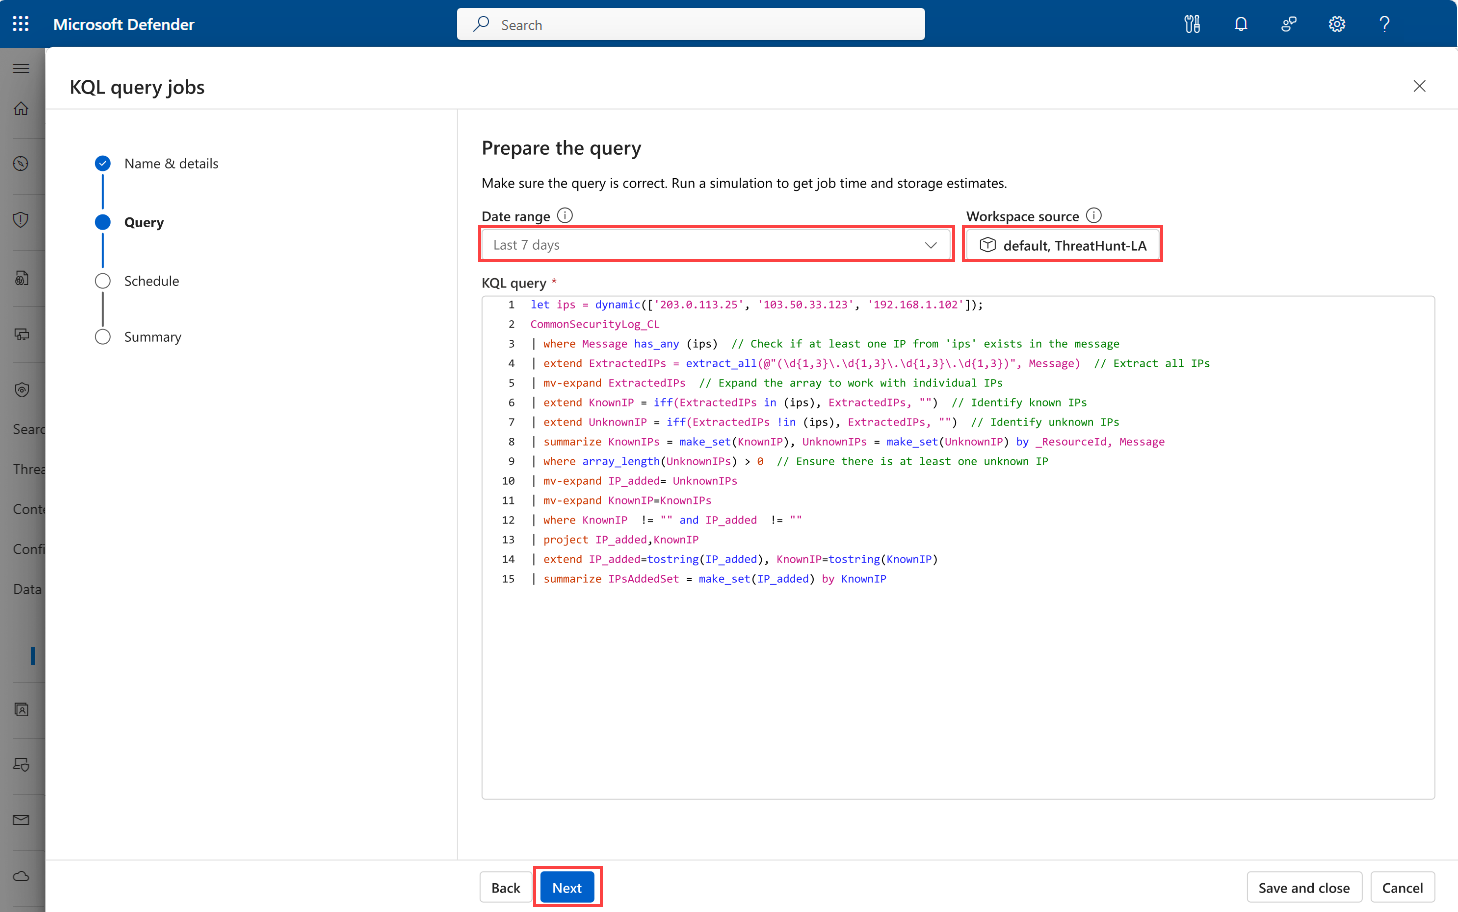 Microsoft Defender
Search
KQL query jobs
Name & details
Query
Schedule
Summary
Searc
Threa
Conte
Confi
Data
Prepare the query
Make sure the query is correct. Run a simulation to get job time and storage estimates.
Date range
Workspace source
Last 7 days
default, ThreatHunt-LA
KQL query *
1 let ips = dynamic(['203.0.113.25', '103.50.33.123', '192.168.1.102']);
2 CommonSecurityLog_CL
3 | where Message has_any (ips)  // Check if at least one IP from 'ips' exists in the message
4 | extend ExtractedIPs = extract_all(@"(\d{1,3}\.\d{1,3}\.\d{1,3}\.\d{1,3})", Message)  // Extract all IPs
5 | mv-expand ExtractedIPs  // Expand the array to work with individual IPs
6 | extend KnownIP = iff(ExtractedIPs in (ips), ExtractedIPs, "")  // Identify known IPs
7 | extend UnknownIP = iff(ExtractedIPs !in (ips), ExtractedIPs, "")  // Identify unknown IPs
8 | summarize KnownIPs = make_set(KnownIP), UnknownIPs = make_set(UnknownIP) by _ResourceId, Message
9 | where array_length(UnknownIPs) > 0  // Ensure there is at least one unknown IP
10 | mv-expand IP_added= UnknownIPs
11 | mv-expand KnownIP=KnownIPs
12 | where KnownIP  != "" and IP_added  != ""
13 | project IP_added,KnownIP
14 | extend IP_added=tostring(IP_added), KnownIP=tostring(KnownIP)
15 | summarize IPsAddedSet = make_set(IP_added) by KnownIP
Back
Next
Save and close
Cancel